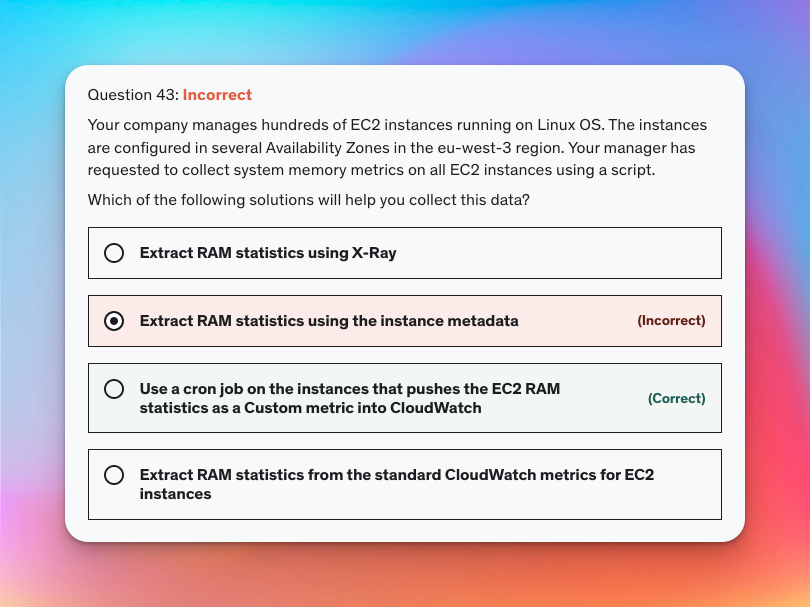 Question 43: Incorrect
Your company manages hundreds of EC2 instances running on Linux OS. The instances
are configured in several Availability Zones in the eu-west-3 region. Your manager has
requested to collect system memory metrics on all EC2 instances using a script.
Which of the following solutions will help you collect this data?
Extract RAM statistics using X-Ray
Extract RAM statistics using the instance metadata (Incorrect)
Use a cron job on the instances that pushes the EC2 RAM
statistics as a Custom metric into CloudWatch
(Correct)
Extract RAM statistics from the standard CloudWatch metrics for EC2
instances